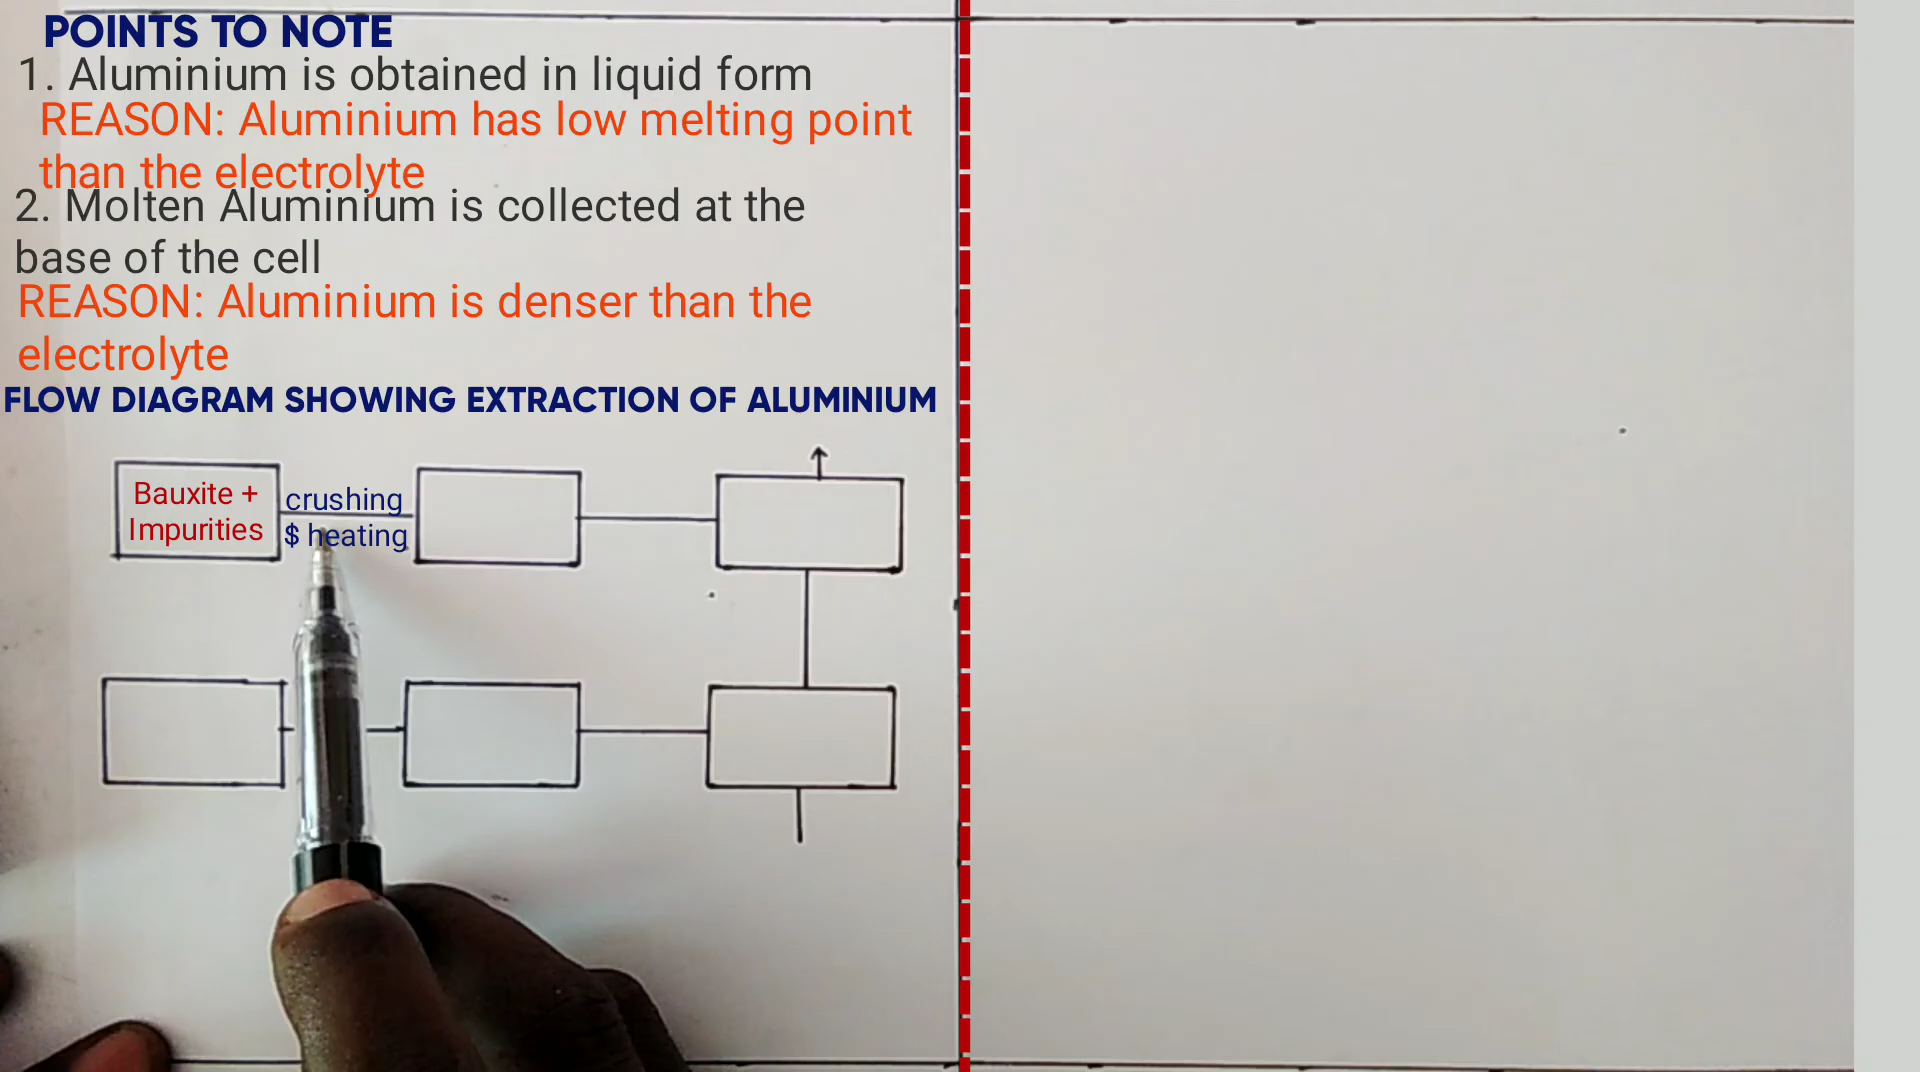 POINTS TO NOTE
1. Aluminium is obtained in liquid form
REASON: Aluminium has low melting point
than the electrolyte
2. Molten Aluminium is collected at the
base of the cell
REASON: Aluminium is denser than the
electrolyte
FLOW DIAGRAM SHOWING EXTRACTION OF ALUMINIUM
Bauxite +
Impurities
crushing
$ heating